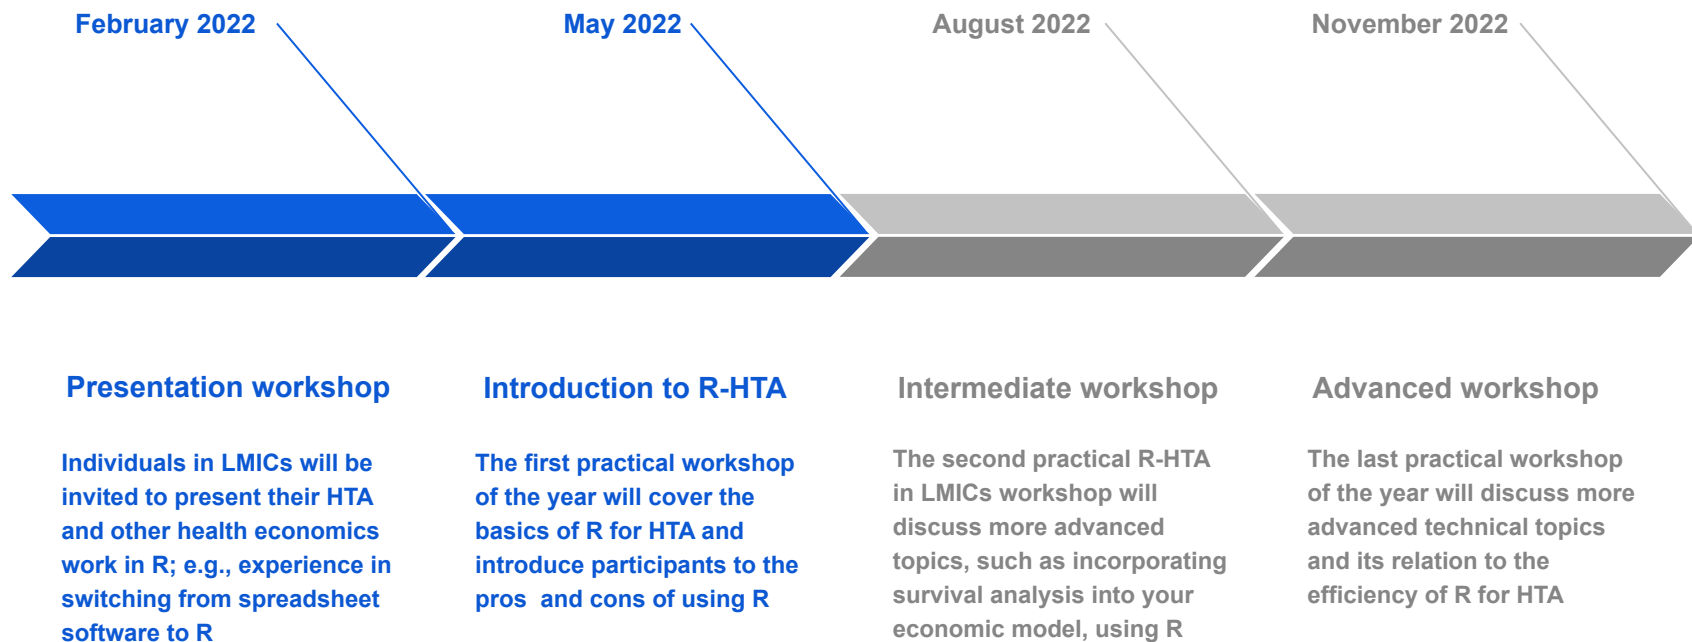 February 2022
May 2022
August 2022
November 2022
Presentation workshop
Individuals in LMICs will be
invited to present their HTA
and other health economics
work in R; e.g., experience in
switching from spreadsheet
software to R
Introduction to R-HTA
The first practical workshop
of the year will cover the
basics of R for HTA and
introduce participants to the
pros  and cons of using R
Intermediate workshop
The second practical R-HTA
in LMICs workshop will
discuss more advanced
topics, such as incorporating
survival analysis into your
economic model, using R
Advanced workshop
The last practical workshop
of the year will discuss more
advanced technical topics
and its relation to the
efficiency of R for HTA